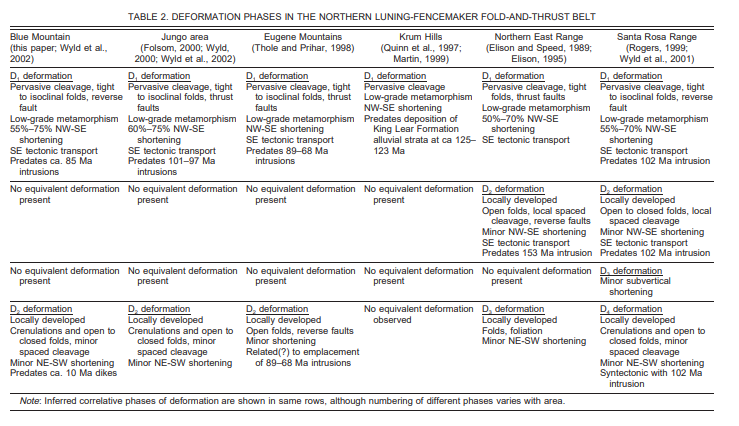 TABLE 2. DEFORMATION PHASES IN THE NORTHERN LUNING-FENCEMAKER FOLD-AND-THRUST BELT
Blue Mountain
(this paper; Wyld et al.,
2002)
Jungo area
(Folsom, 2000; Wyld,
2000; Wyld et al., 2002)
Eugene Mountains
(Thole and Prihar, 1998)
Krum Hills
(Quinn et al., 1997;
Martin, 1999)
Northern East Range
(Elison and Speed, 1989;
Elison, 1995)
Santa Rosa Range
(Rogers, 1999;
Wyld et al., 2001)
D₁ deformation
Pervasive cleavage, tight
to isoclinal folds, reverse
fault
Low-grade metamorphism
55%–75% NW-SE
shortening
SE tectonic transport
Predates ca. 85 Ma
intrusions
D₁ deformation
Pervasive cleavage, tight
to isoclinal folds, thrust
faults
Low-grade metamorphism
60%–75% NW-SE
shortening
SE tectonic transport
Predates 101–97 Ma
intrusions
D₁ deformation
Pervasive cleavage, tight
to isoclinal folds, thrust
faults
Low-grade metamorphism
NW-SE shortening
SE tectonic transport
Predates 89–68 Ma
intrusions
D₁ deformation
Pervasive cleavage
Low-grade metamorphism
NW-SE shortening
Predates deposition of
King Lear Formation
alluvial strata at ca 125–
123 Ma
D₁ deformation
Pervasive cleavage, tight
folds, thrust faults
Low-grade metamorphism
50%–70% NW-SE
shortening
SE tectonic transport
D₁ deformation
Pervasive cleavage, tight
to isoclinal folds, reverse
fault
Low-grade metamorphism
55%–70% NW-SE
shortening
SE tectonic transport
Predates 102 Ma intrusion
No equivalent deformation
present
No equivalent deformation
present
No equivalent deformation
present
No equivalent deformation
present
D₂ deformation
Locally developed
Open folds, local spaced
cleavage, reverse faults
Minor NW-SE shortening
SE tectonic transport
Predates 153 Ma intrusion
D₂ deformation
Locally developed
Open to closed folds, local
spaced cleavage
Minor NW-SE shortening
SE tectonic transport
Predates 102 Ma intrusion
No equivalent deformation
present
No equivalent deformation
present
No equivalent deformation
present
No equivalent deformation
present
No equivalent deformation
present
D₃ deformation
Minor subvertical
shortening
D₂ deformation
Locally developed
Crenulations and open to
closed folds, minor
spaced cleavage
Minor NE-SW shortening
Predates ca. 10 Ma dikes
D₂ deformation
Locally developed
Crenulations and open to
closed folds, minor
spaced cleavage
Minor NE-SW shortening
D₂ deformation
Locally developed
Open folds, reverse faults
Minor shortening
Related(?) to emplacement
of 89–68 Ma intrusions
No equivalent deformation
observed
D₃ deformation
Locally developed
Folds, foliation
Minor NE-SW shortening
D₄ deformation
Locally developed
Crenulations and open to
closed folds, minor
spaced cleavage
Minor NE-SW shortening
Syntectonic with 102 Ma
intrusion
Note: Inferred correlative phases of deformation are shown in same rows, although numbering of different phases varies with area.